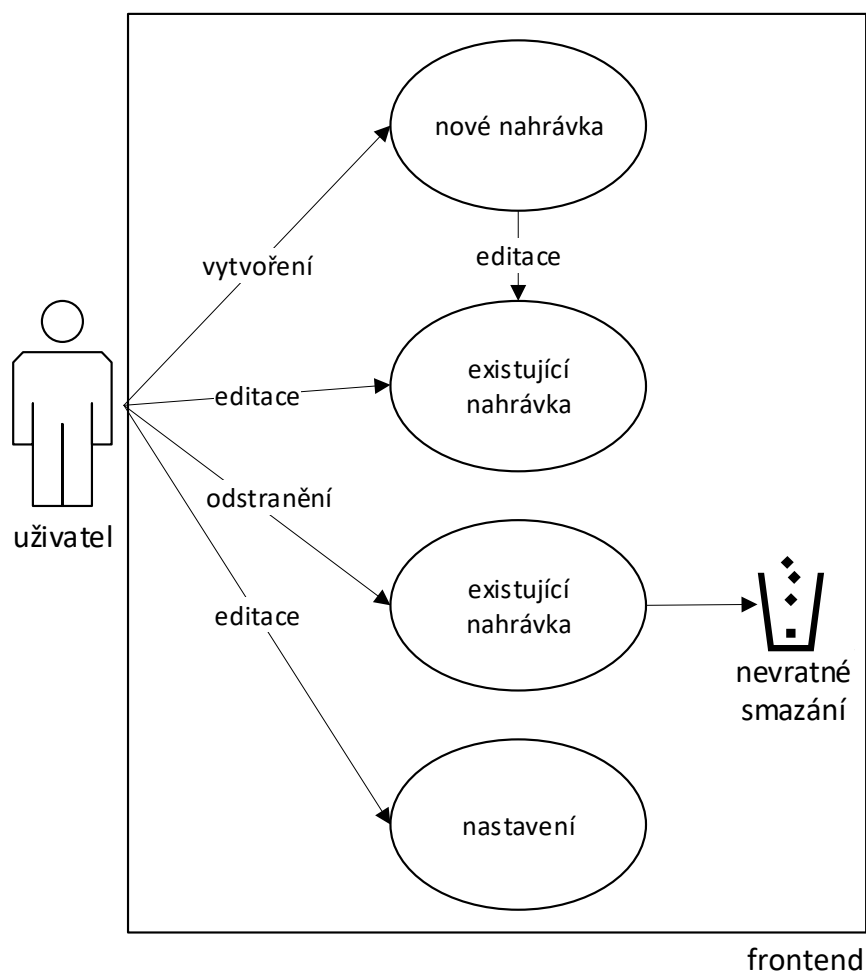 nové nahrávka
vytvoření
editace
existující
nahrávka
editace
odstranění
uživatel
existující
nahrávka
editace
nevratné
smazání
nastavení
frontend